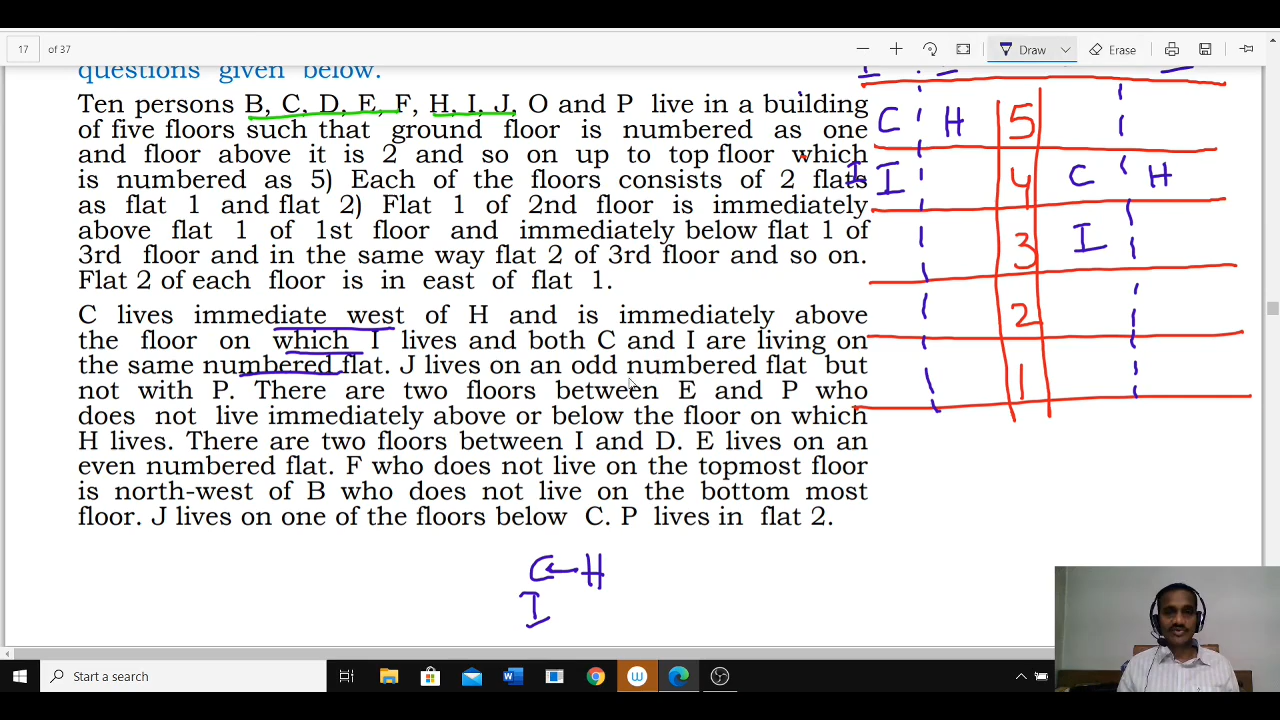 17 of 37
Draw
Erase
questions given below.
Ten persons B, C, D, E, F, H, I, J, O and P live in a building
of five floors such that ground floor is numbered as one
and floor above it is 2 and so on up to top floor which
is numbered as 5) Each of the floors consists of 2 flats
as flat 1 and flat 2) Flat 1 of 2nd floor is immediately
above flat 1 of 1st floor and immediately below flat 1 of
3rd floor and in the same way flat 2 of 3rd floor and so on.
Flat 2 of each floor is in east of flat 1.
C lives immediate west of H and is immediately above
the floor on which I lives and both C and I are living on
the same numbered flat. J lives on an odd numbered flat but
not with P. There are two floors between E and P who
does not live immediately above or below the floor on which
H lives. There are two floors between I and D. E lives on an
even numbered flat. F who does not live on the topmost floor
is north-west of B who does not live on the bottom most
floor. J lives on one of the floors below C. P lives in flat 2.
C H 5
I I 4 C H
3 I
2
1
C H
I
Type here to search